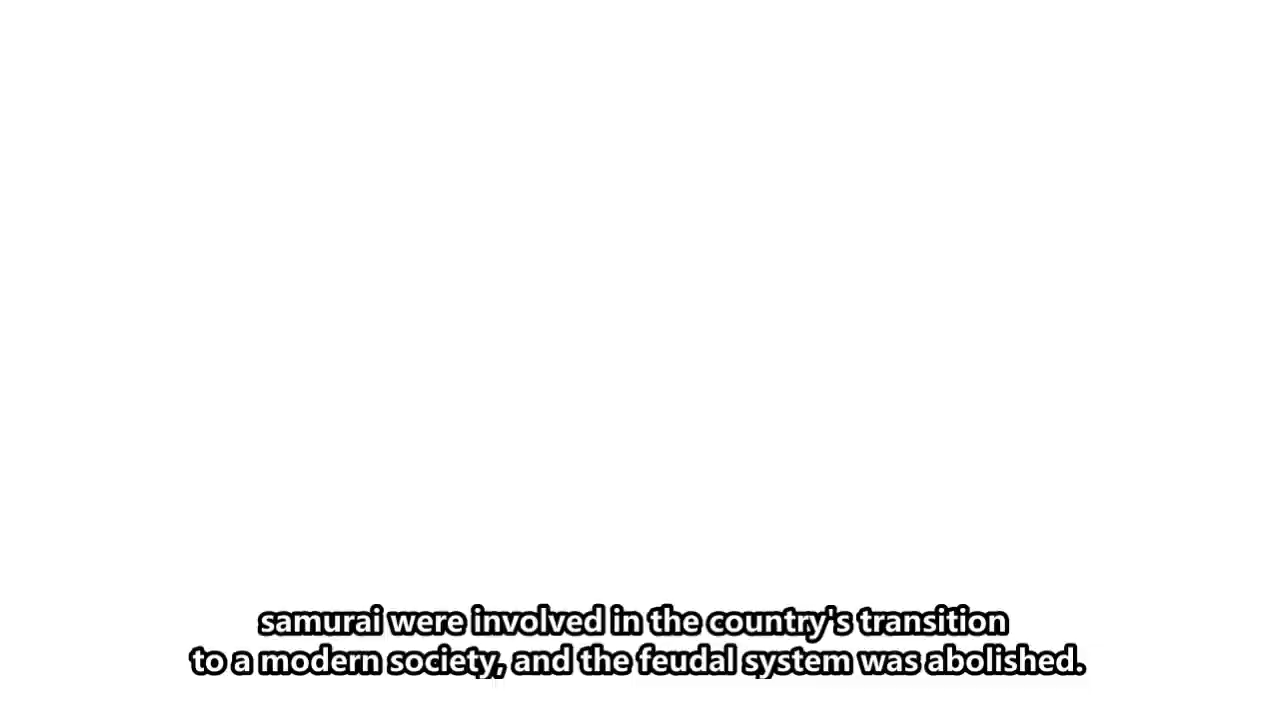 samurai were involved in the country's transition
to a modern society, and the feudal system was abolished.